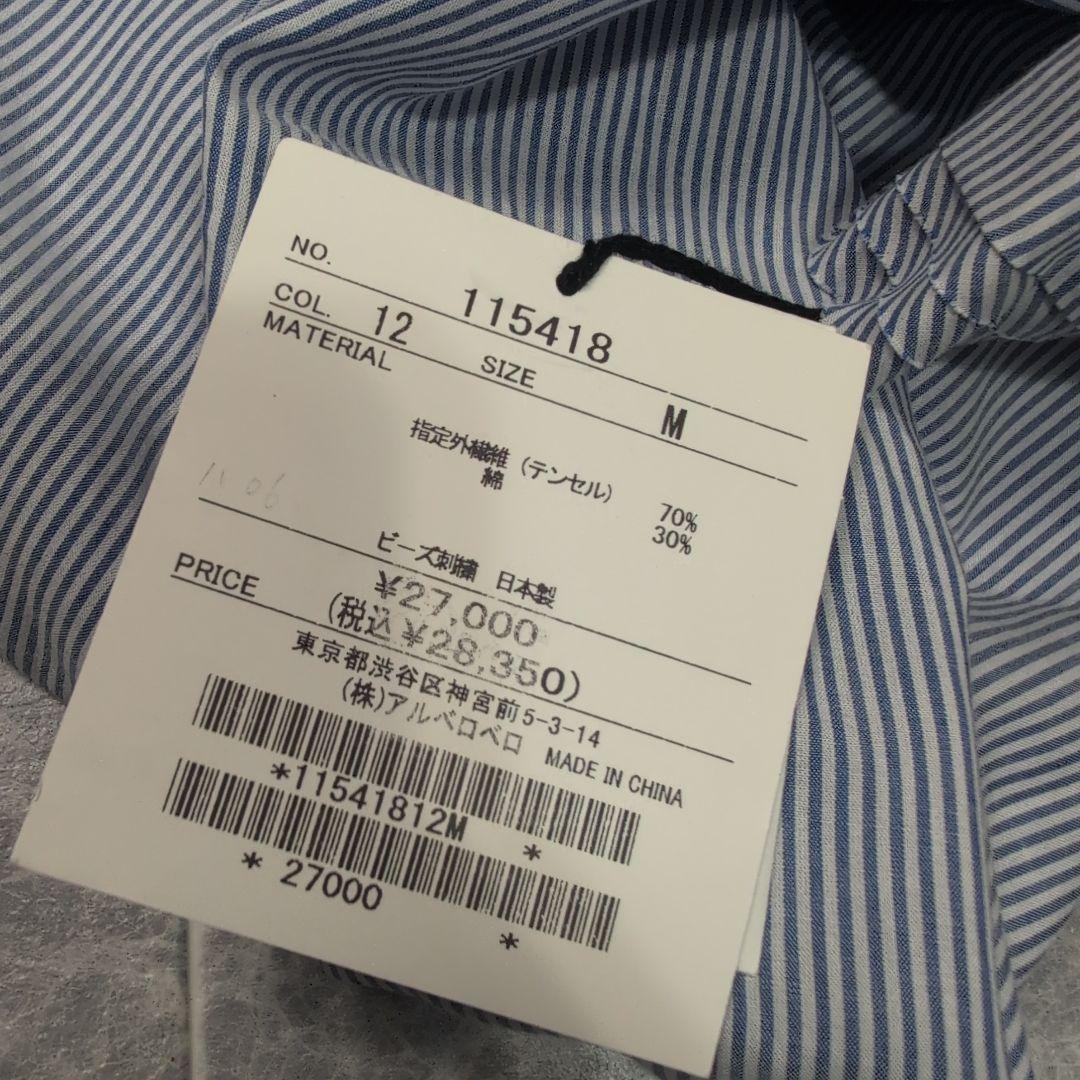 NO. 115418
COL. 12 SIZE M
MATERIAL
指定外繊維 (テンセル) 70%
綿 30%
ビーズ刺繍 日本製
PRICE ¥27,000
(税込¥28,350)
東京都渋谷区神宮前5-3-14
(株)アルベロベロ MADE IN CHINA
*11541812M *
* 27000 *